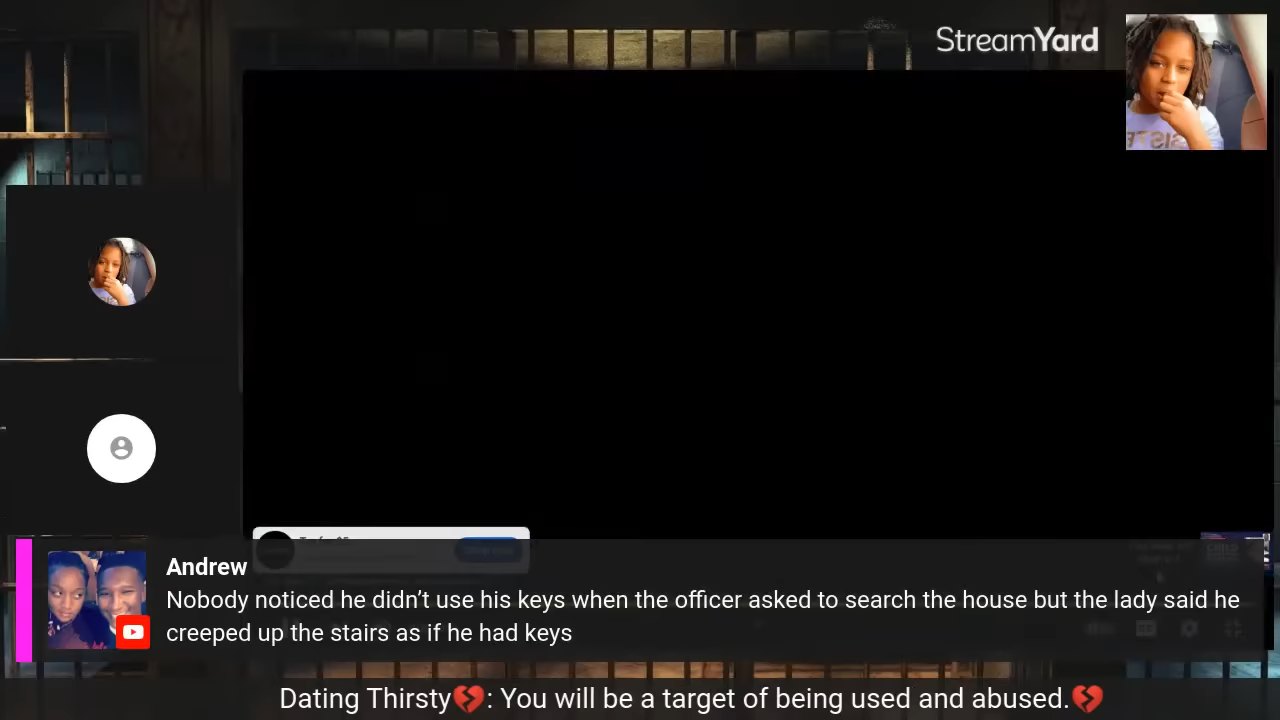 StreamYard
Andrew
Nobody noticed he didn’t use his keys when the officer asked to search the house but the lady said he
creeped up the stairs as if he had keys
Dating Thirsty💔: You will be a target of being used and abused.💔